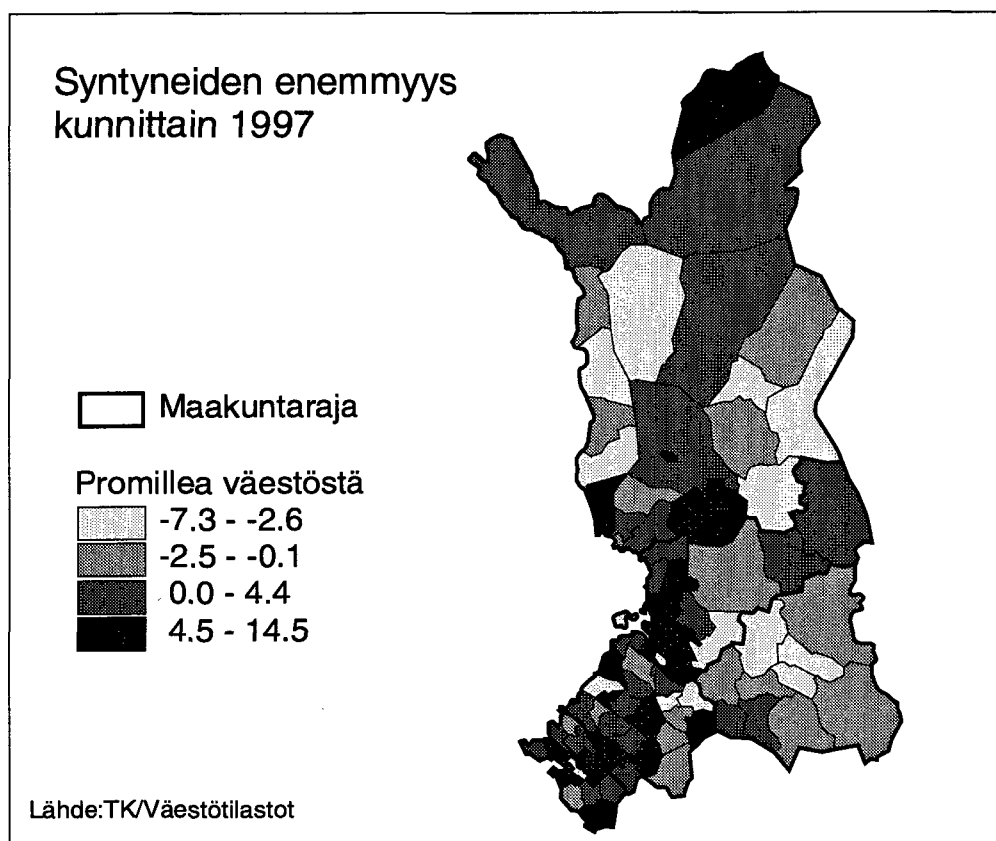 Syntyneiden enemmyys
kunnittain 1997
Maakuntaraja
Promillea väestöstä
-7.3 - -2.6
-2.5 - -0.1
0.0 - 4.4
4.5 - 14.5
Lähde:TK/Väestötilastot